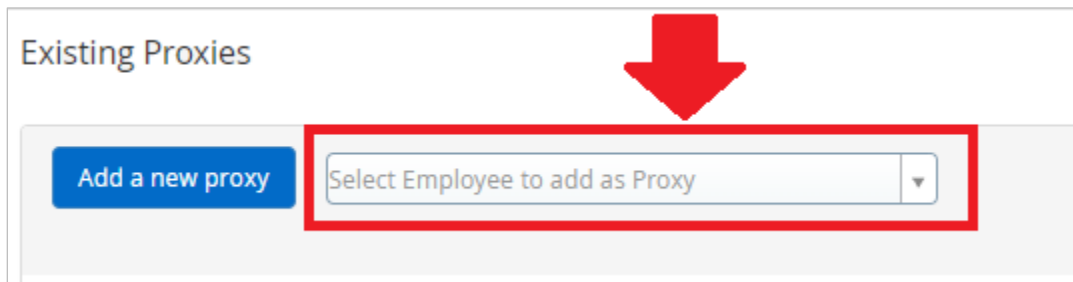 Existing Proxies
Add a new proxy
Select Employee to add as Proxy